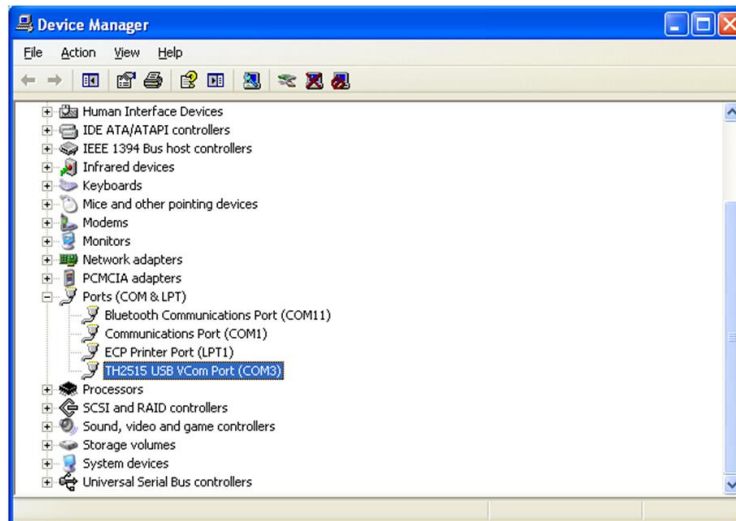 Device Manager
File Action View Help
Human Interface Devices
IDE ATA/ATAPI controllers
IEEE 1394 Bus host controllers
Infrared devices
Keyboards
Mice and other pointing devices
Modems
Monitors
Network adapters
PCMCIA adapters
Ports (COM & LPT)
Bluetooth Communications Port (COM11)
Communications Port (COM1)
ECP Printer Port (LPT1)
TH2515 USB VCom Port (COM3)
Processors
SCSI and RAID controllers
Sound, video and game controllers
Storage volumes
System devices
Universal Serial Bus controllers